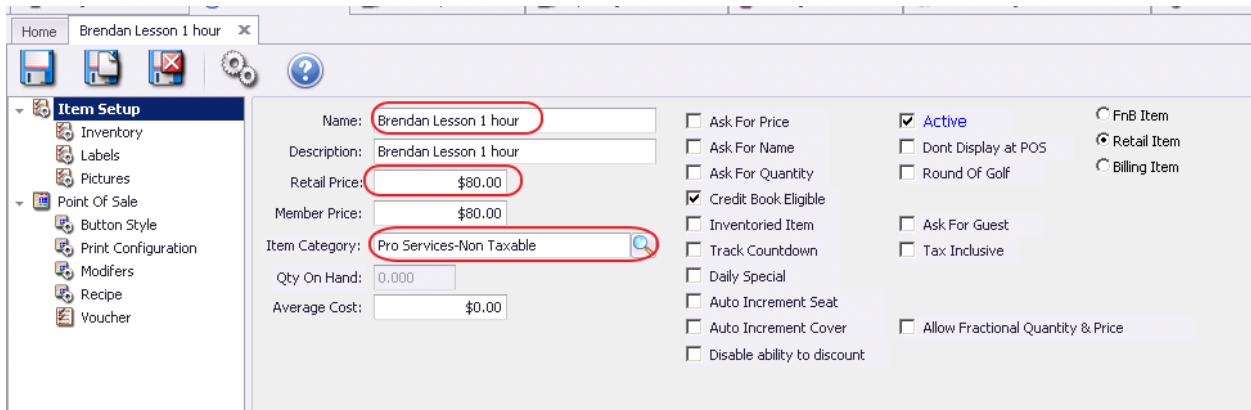 Home
Brendan Lesson 1 hour
Item Setup
Inventory
Labels
Pictures
Point Of Sale
Button Style
Print Configuration
Modifers
Recipe
Voucher
Name: Brendan Lesson 1 hour
Description: Brendan Lesson 1 hour
Retail Price: $80.00
Member Price: $80.00
Item Category: Pro Services-Non Taxable
Qty On Hand: 0.000
Average Cost: $0.00
Ask For Price
Ask For Name
Ask For Quantity
Credit Book Eligible
Inventoried Item
Track Countdown
Daily Special
Auto Increment Seat
Auto Increment Cover
Disable ability to discount
Active
Dont Display at POS
Round Of Golf
Ask For Guest
Tax Inclusive
Allow Fractional Quantity & Price
FnB Item
Retail Item
Billing Item